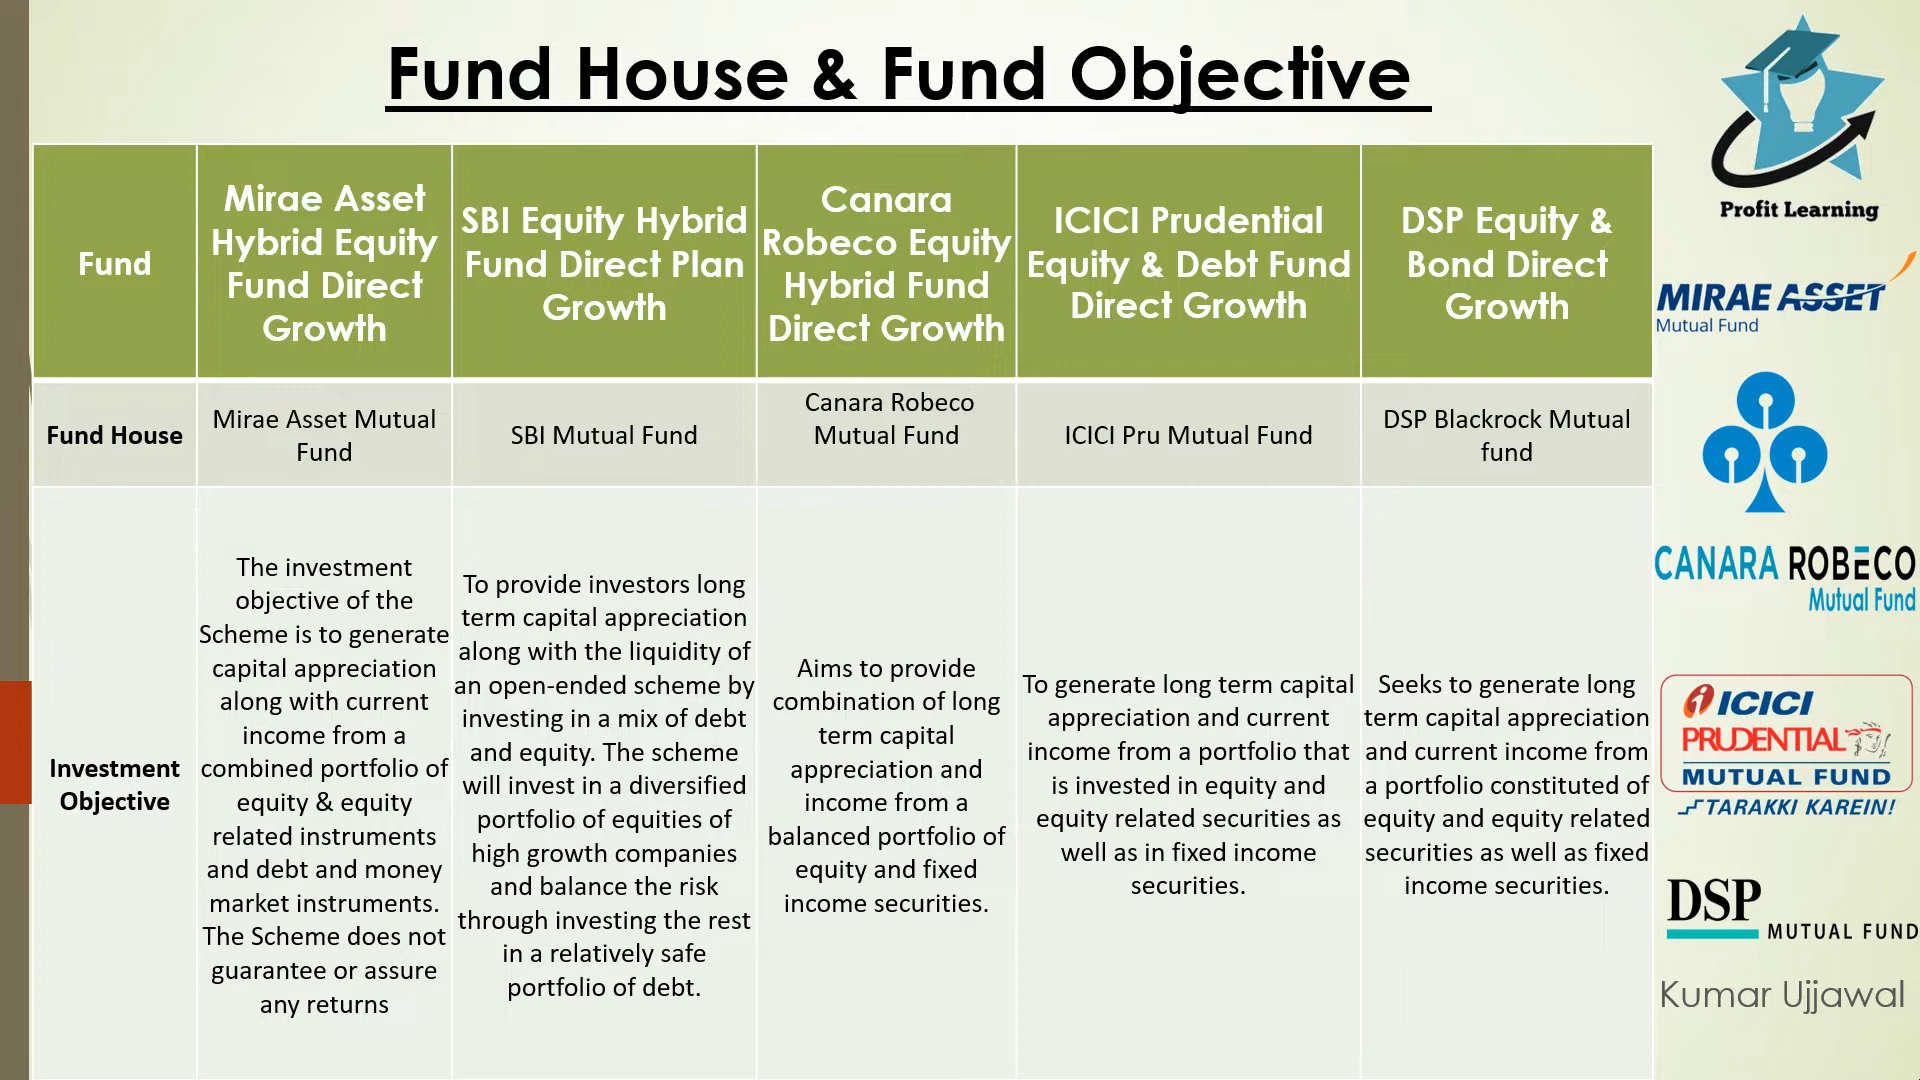 Fund House & Fund Objective
Fund
Mirae Asset
Hybrid Equity
Fund Direct
Growth
SBI Equity Hybrid
Fund Direct Plan
Growth
Canara
Robeco Equity
Hybrid Fund
Direct Growth
ICICI Prudential
Equity & Debt Fund
Direct Growth
DSP Equity &
Bond Direct
Growth
Fund House
Mirae Asset Mutual
Fund
SBI Mutual Fund
Canara Robeco
Mutual Fund
ICICI Pru Mutual Fund
DSP Blackrock Mutual
fund
Investment
Objective
The investment
objective of the
Scheme is to generate
capital appreciation
along with current
income from a
combined portfolio of
equity & equity
related instruments
and debt and money
market instruments.
The Scheme does not
guarantee or assure
any returns
To provide investors long
term capital appreciation
along with the liquidity of
an open-ended scheme by
investing in a mix of debt
and equity. The scheme
will invest in a diversified
portfolio of equities of
high growth companies
and balance the risk
through investing the rest
in a relatively safe
portfolio of debt.
Aims to provide
combination of long
term capital
appreciation and
income from a
balanced portfolio of
equity and fixed
income securities.
To generate long term capital
appreciation and current
income from a portfolio that
is invested in equity and
equity related securities as
well as in fixed income
securities.
Seeks to generate long
term capital appreciation
and current income from
a portfolio constituted of
equity and equity related
securities as well as fixed
income securities.
Profit Learning
MIRAE ASSET
Mutual Fund
CANARA ROBECO
Mutual Fund
ICICI
PRUDENTIAL
MUTUAL FUND
TARAKKI KAREIN!
DSP
MUTUAL FUND
Kumar Ujjawal